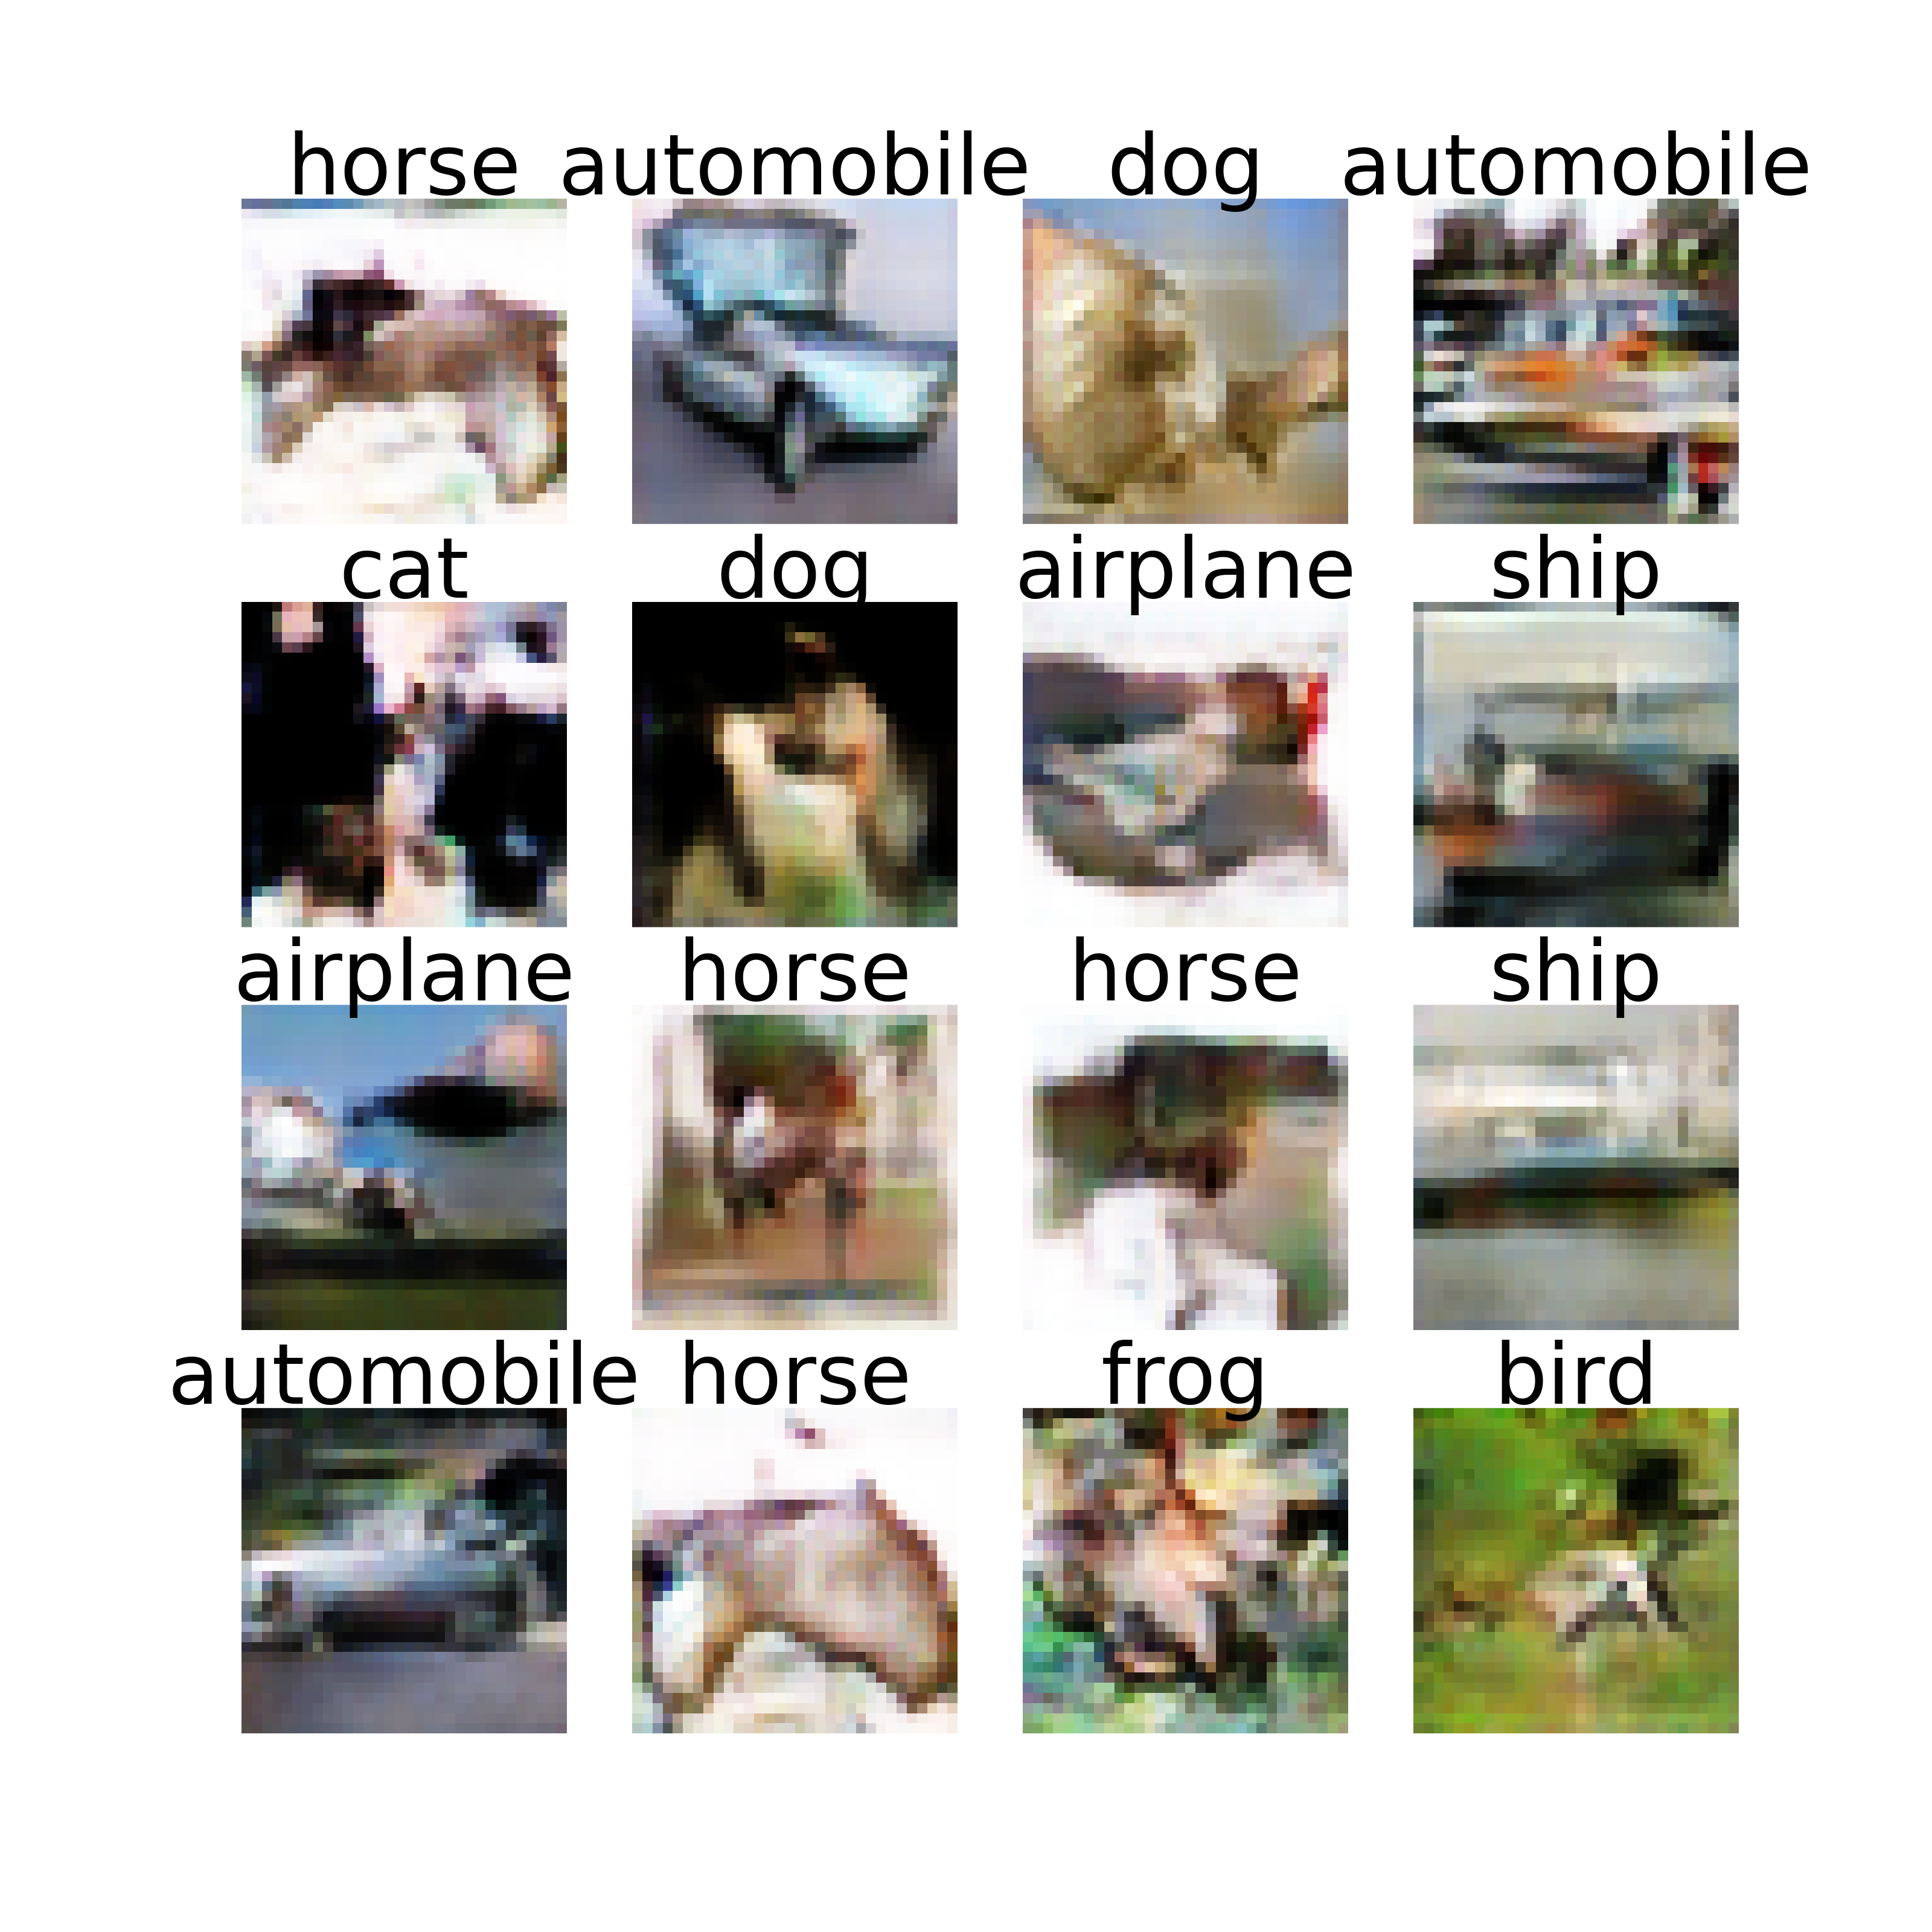 horse automobile dog automobile
cat dog airplane ship
airplane horse horse ship
automobile horse frog bird